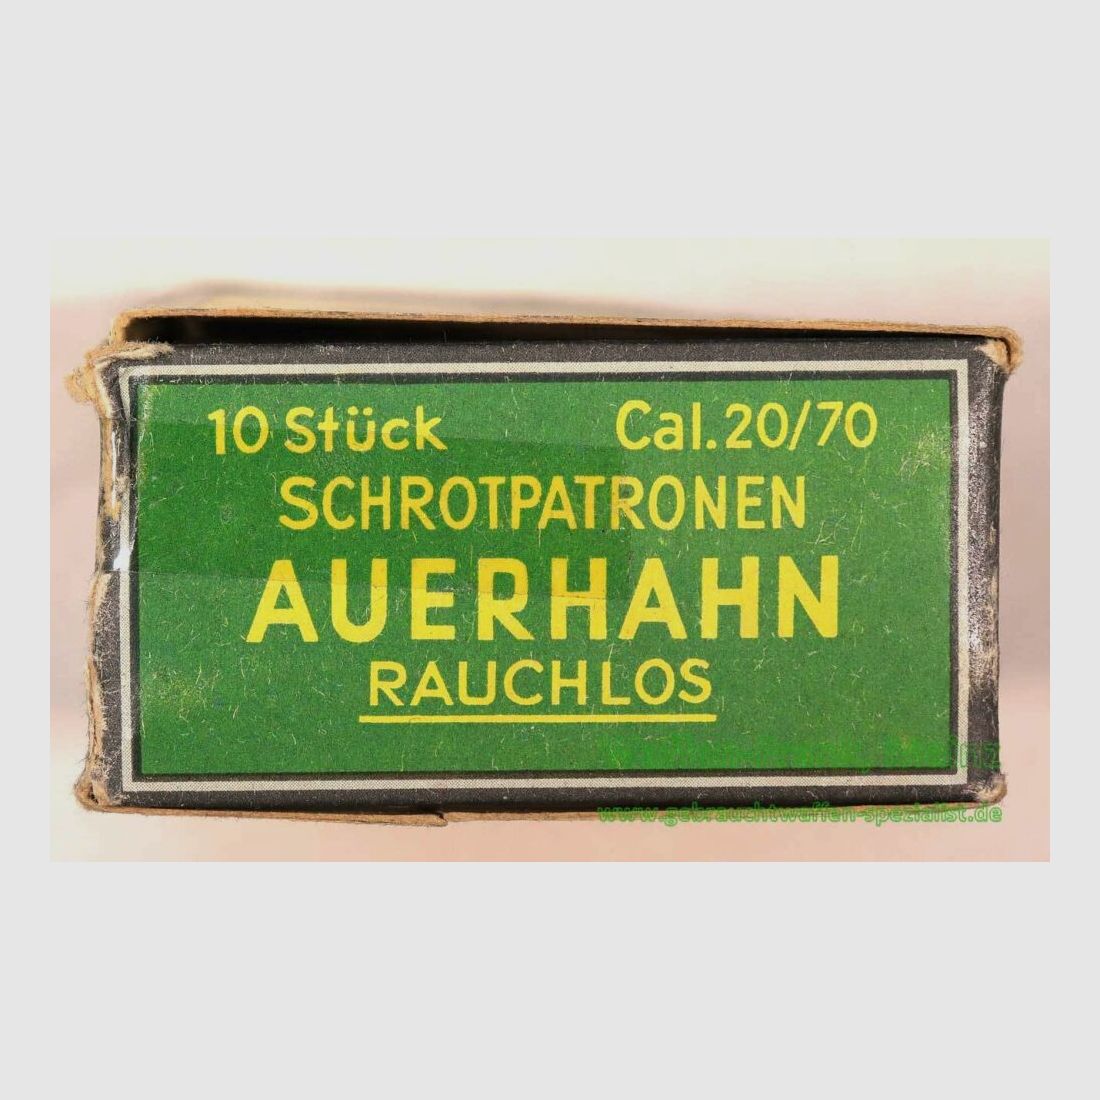 10 Stück Cal.20/70
SCHROTPATRONEN
AUERHAHN
RAUCHLOS
www.gebrauchtwaffen-spezialist.de